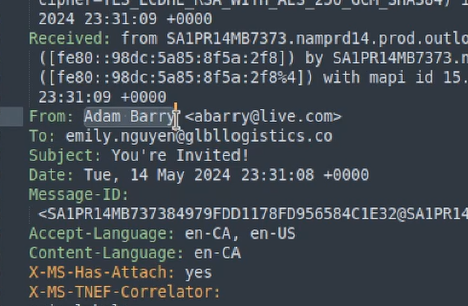 2024 23:31:09 +0000
Received: from SA1PR14MB7373.namprd14.prod.outlo
([fe80::98dc:5a85:8f5a:2f8]) by SA1PR14MB7373.n
([fe80::98dc:5a85:8f5a:2f8%4]) with mapi id 15.
23:31:09 +0000
From: Adam Barry <abarry@live.com>
To: emily.nguyen@glbllogistics.co
Subject: You're Invited!
Date: Tue, 14 May 2024 23:31:08 +0000
Message-ID:
<SA1PR14MB737384979FDD1178FD956584C1E32@SA1PR14
Accept-Language: en-CA, en-US
Content-Language: en-CA
X-MS-Has-Attach: yes
X-MS-TNEF-Correlator: